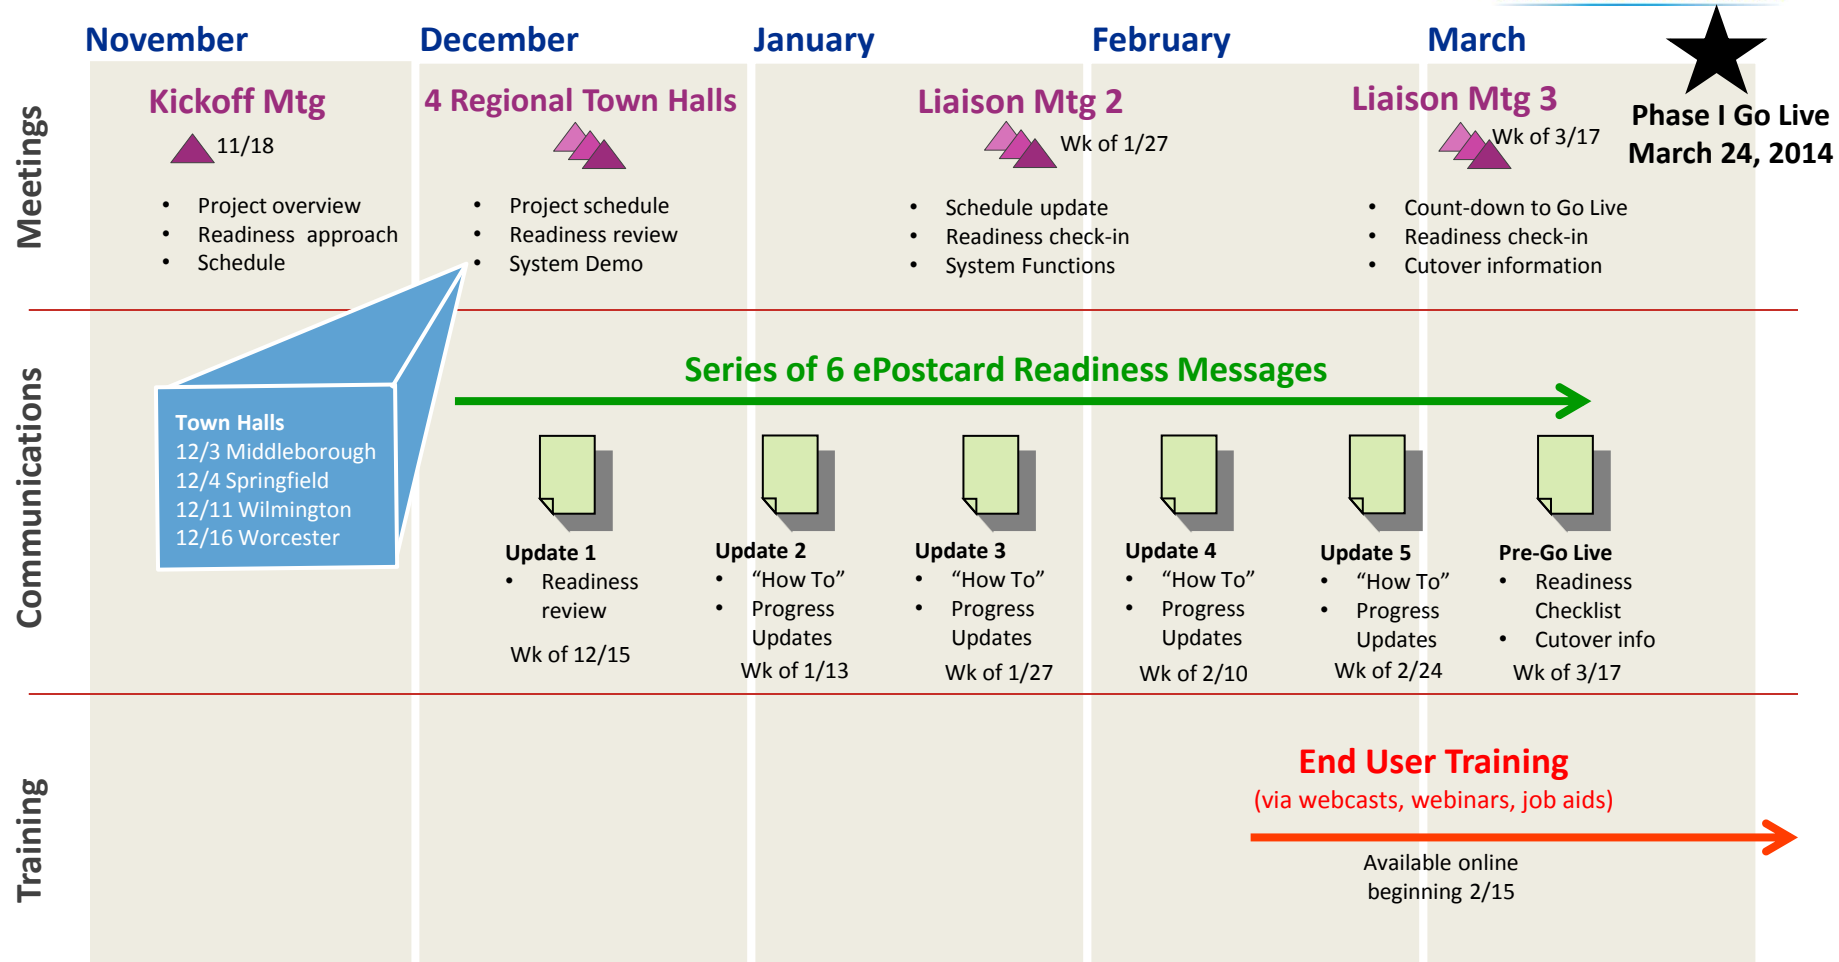 November
December
January
February
March
Meetings
Kickoff Mtg
11/18
• Project overview
• Readiness approach
• Schedule
4 Regional Town Halls
• Project schedule
• Readiness review
• System Demo
Liaison Mtg 2
Wk of 1/27
• Schedule update
• Readiness check-in
• System Functions
Liaison Mtg 3
Wk of 3/17
• Count-down to Go Live
• Readiness check-in
• Cutover information
Phase I Go Live
March 24, 2014
Communications
Town Halls
12/3 Middleborough
12/4 Springfield
12/11 Wilmington
12/16 Worcester
Series of 6 ePostcard Readiness Messages
Update 1
• Readiness
review
Wk of 12/15
Update 2
• “How To”
• Progress
Updates
Wk of 1/13
Update 3
• “How To”
• Progress
Updates
Wk of 1/27
Update 4
• “How To”
• Progress
Updates
Wk of 2/10
Update 5
• “How To”
• Progress
Updates
Wk of 2/24
Pre-Go Live
• Readiness
Checklist
• Cutover info
Wk of 3/17
Training
End User Training
(via webcasts, webinars, job aids)
Available online
beginning 2/15